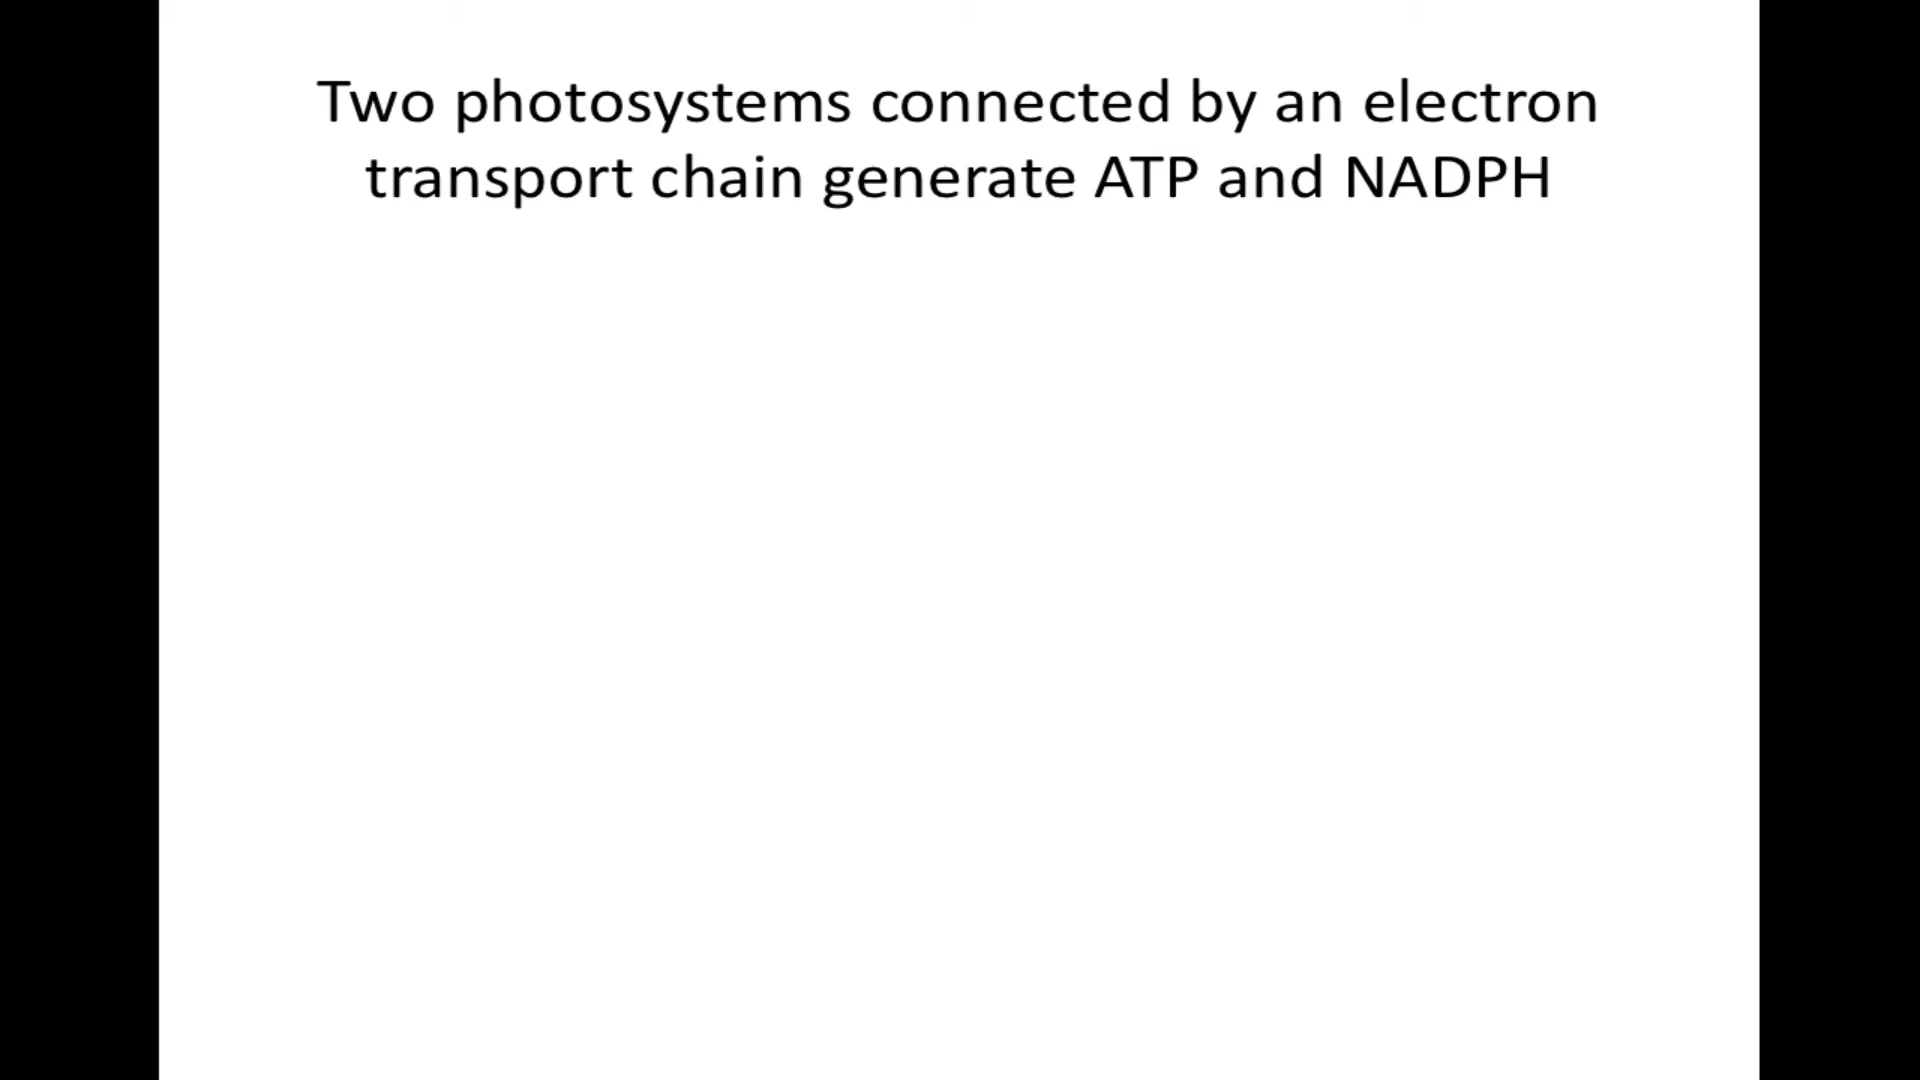 Two photosystems connected by an electron
transport chain generate ATP and NADPH